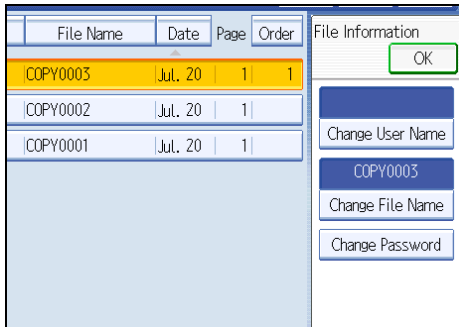 File Name Date Page Order
COPY0003 Jul. 20 1 1
COPY0002 Jul. 20 1
COPY0001 Jul. 20 1
File Information
OK
Change User Name
COPY0003
Change File Name
Change Password